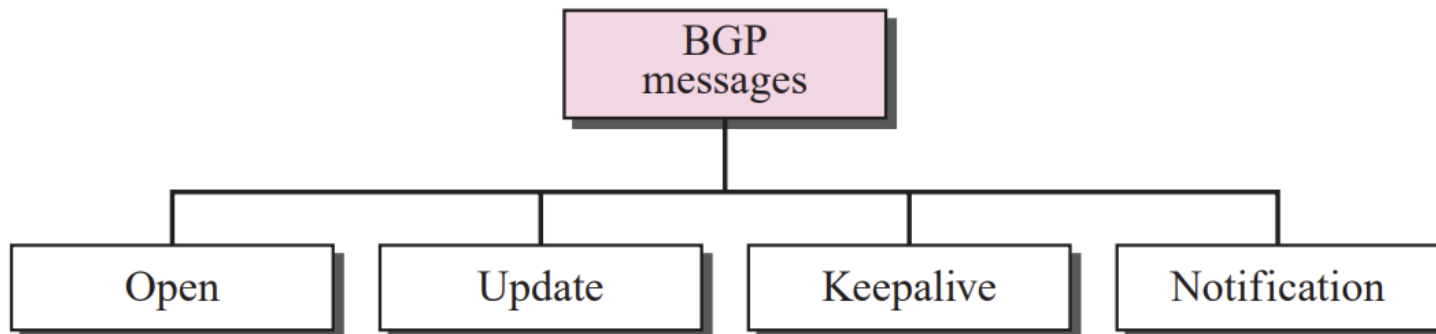 BGP
messages
Open
Update
Keepalive
Notification